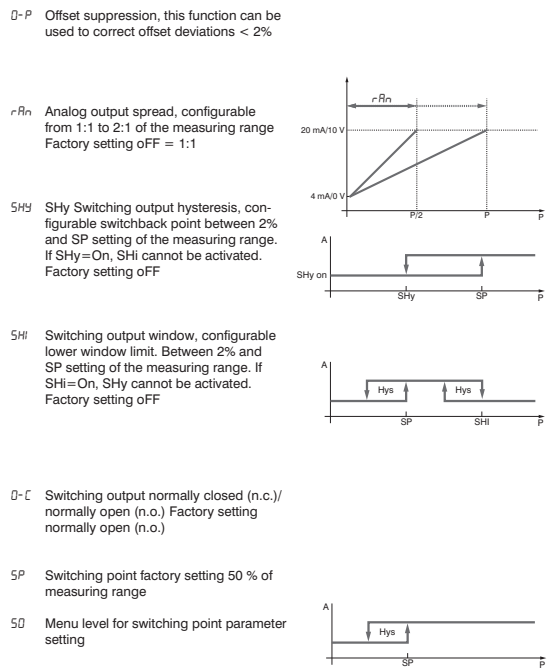 0-P Offset suppression, this function can be
used to correct offset deviations < 2%
rAn Analog output spread, configurable
from 1:1 to 2:1 of the measuring range
Factory setting oFF = 1:1
rAn
20 mA/10 V
4 mA/0 V
P/2 P P
SHY SHy Switching output hysteresis, con-
figurable switchback point between 2%
and SP setting of the measuring range.
If SHy=On, SHi cannot be activated.
Factory setting oFF
A
SHy on
SHy SP P
SHI Switching output window, configurable
lower window limit. Between 2% and
SP setting of the measuring range. If
SHi=On, SHy cannot be activated.
Factory setting oFF
A
Hys Hys
SP SHI P
0-C Switching output normally closed (n.c.)/
normally open (n.o.) Factory setting
normally open (n.o.)
SP Switching point factory setting 50 % of
measuring range
SO Menu level for switching point parameter
setting
A
Hys
SP P